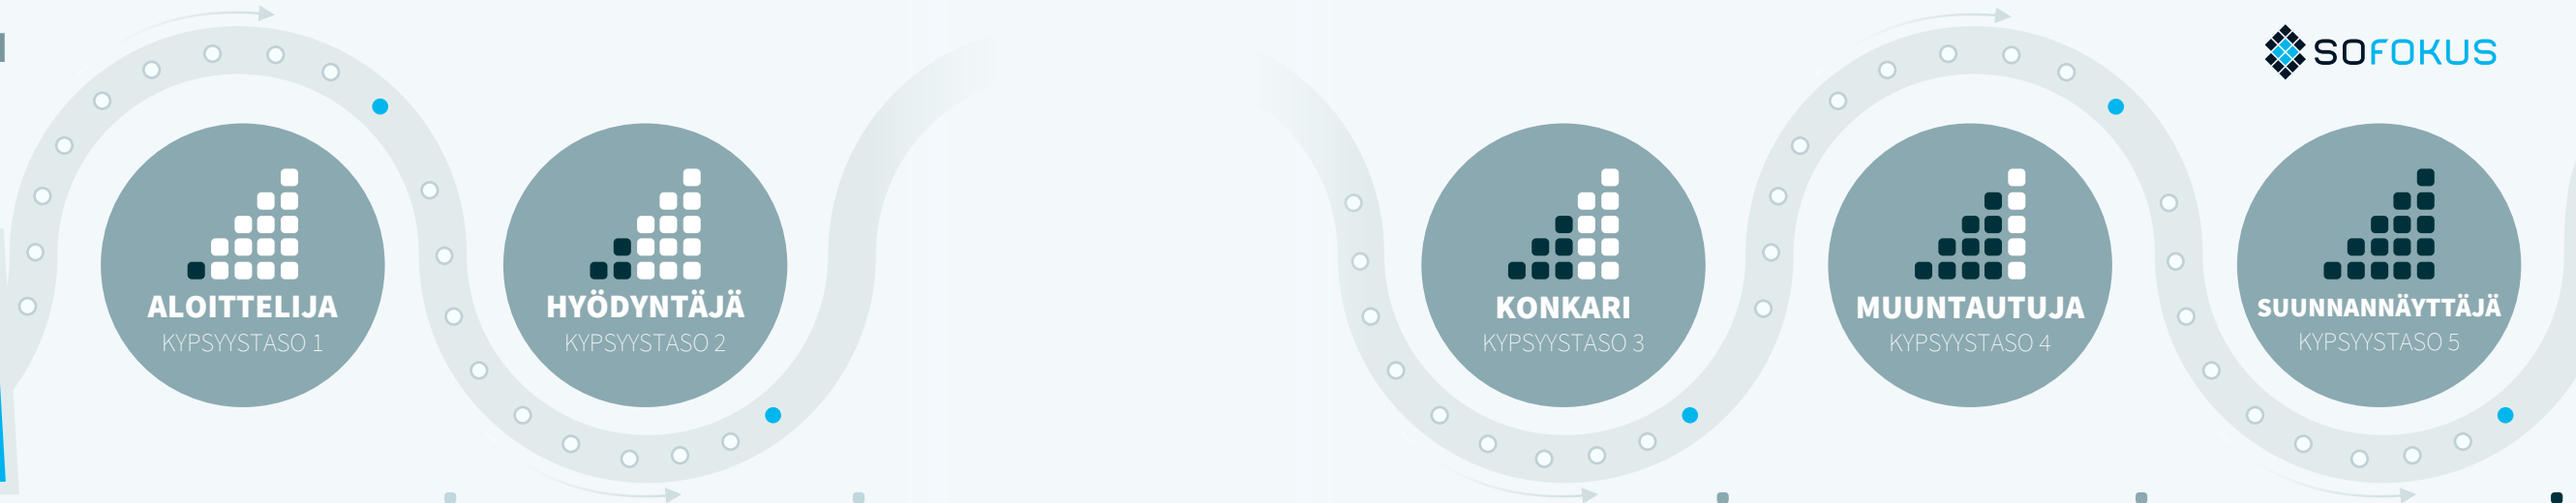 SOFOKUS
ALOITTELIJA
KYPSYYSTASO 1
HYÖDYNTÄJÄ
KYPSYYSTASO 2
KONKARI
KYPSYYSTASO 3
MUUNTAUTUJA
KYPSYYSTASO 4
SUUNNANNÄYTTÄJÄ
KYPSYYSTASO 5